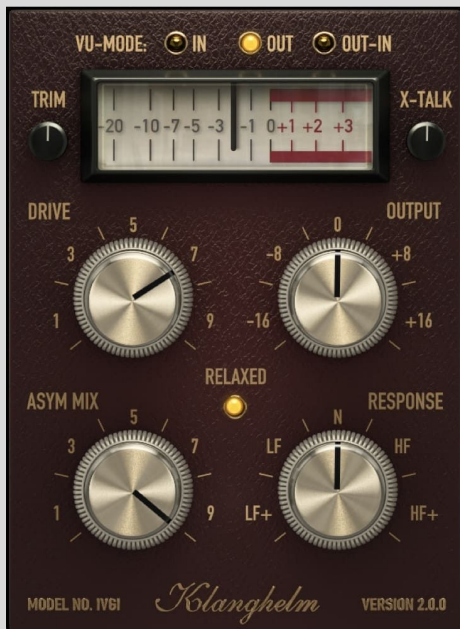 VU-MODE: IN OUT OUT-IN
TRIM X-TALK
-20 -10 -7 -5 -3 -1 0 +1 +2 +3
DRIVE OUTPUT
1 3 5 7 9
-16 -8 0 +8 +16
RELAXED
ASYM MIX RESPONSE
1 3 5 7 9
LF+ LF N HF HF+
MODEL NO. IVGI Klanghelm VERSION 2.0.0